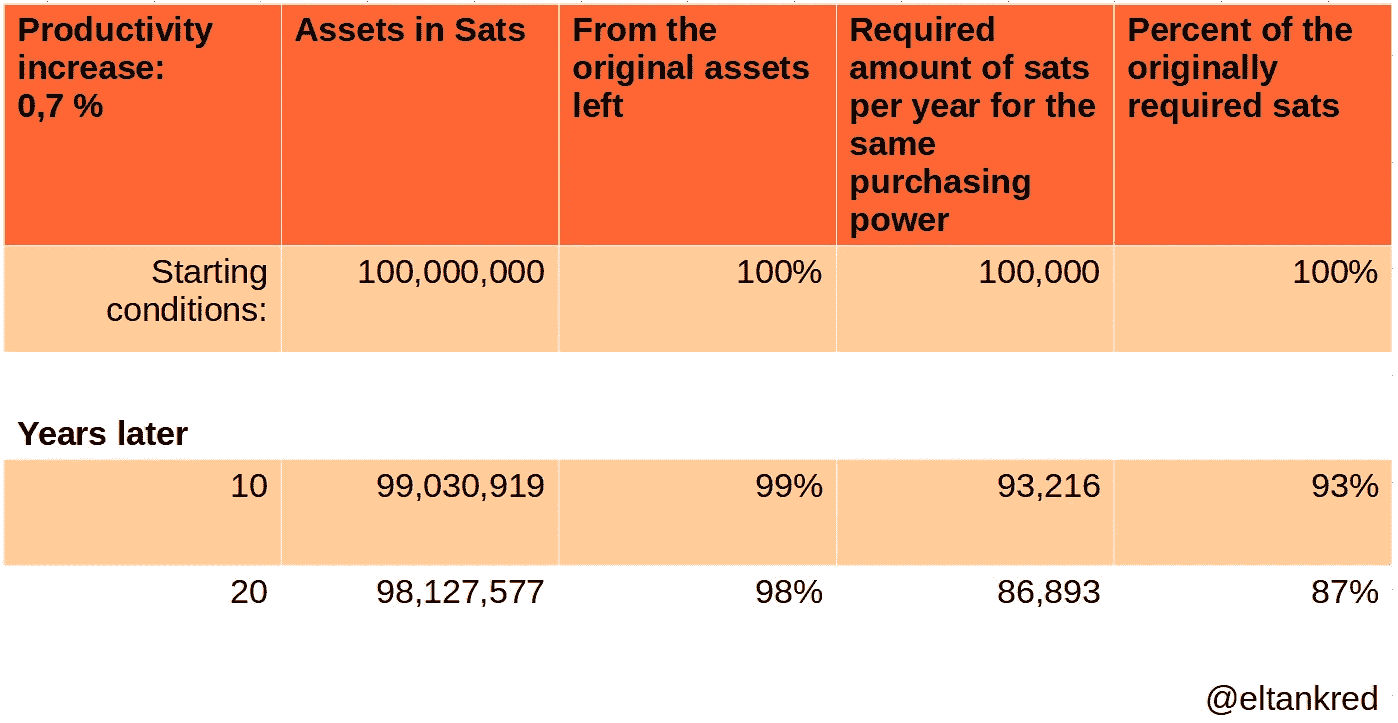 Productivity increase: 0,7 % Assets in Sats From the original assets left Required amount of sats per year for the same purchasing power Percent of the originally required sats
Starting conditions: 100,000,000 100% 100,000 100%
Years later
10 99,030,919 99% 93,216 93%
20 98,127,577 98% 86,893 87%
@eltankred